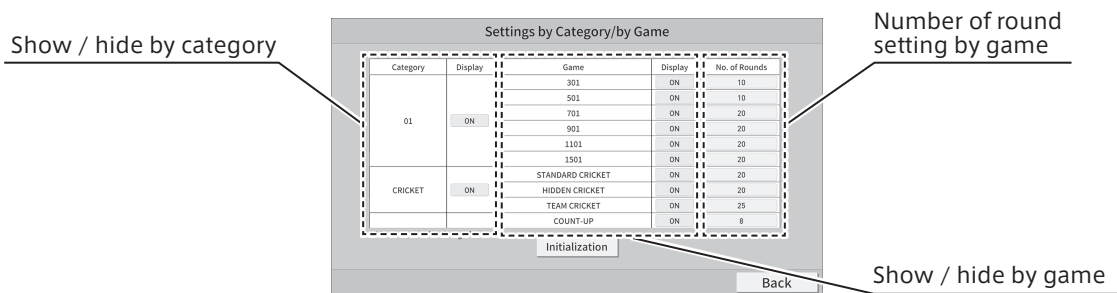 Show / hide by category
Number of round
setting by game
Settings by Category/by Game
Category Display Game Display No. of Rounds
301 ON 10
501 ON 10
701 ON 20
01 ON
901 ON 20
1101 ON 20
1501 ON 20
STANDARD CRICKET ON 20
CRICKET ON HIDDEN CRICKET ON 20
TEAM CRICKET ON 25
COUNT-UP ON 8
Initialization
Back
Show / hide by game